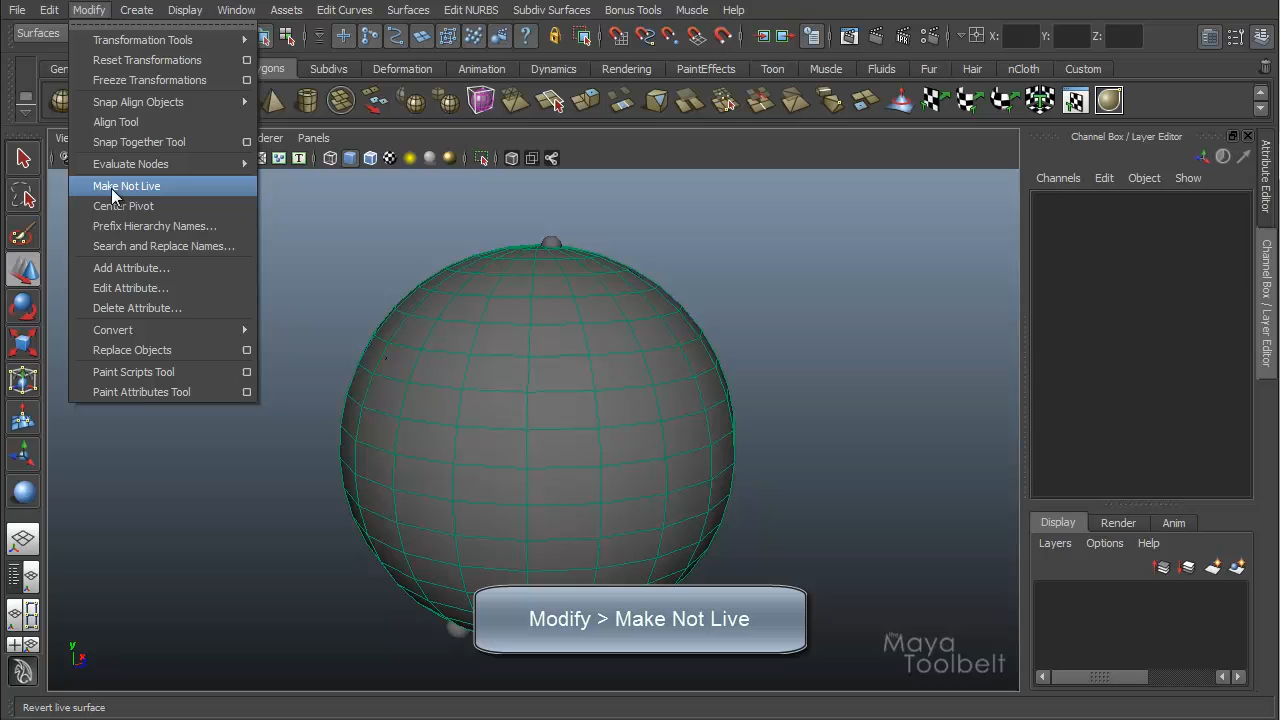 File Edit Modify Create Display Window Assets Edit Curves Surfaces Edit NURBS Subdiv Surfaces Bonus Tools Muscle Help
Surfaces
X: Y: Z:
Gen
ygons Subdivs Deformation Animation Dynamics Rendering PaintEffects Toon Muscle Fluids Fur Hair nCloth Custom
Transformation Tools
Reset Transformations
Freeze Transformations
Snap Align Objects
Align Tool
Snap Together Tool
Evaluate Nodes
Make Not Live
Center Pivot
Prefix Hierarchy Names...
Search and Replace Names...
Add Attribute...
Edit Attribute...
Delete Attribute...
Convert
Replace Objects
Paint Scripts Tool
Paint Attributes Tool
Vie
derer Panels
Channel Box / Layer Editor
Channels Edit Object Show
Attribute Editor
Channel Box / Layer Editor
Display Render Anim
Layers Options Help
Modify > Make Not Live
The Maya
Toolbelt
y
x
Revert live surface